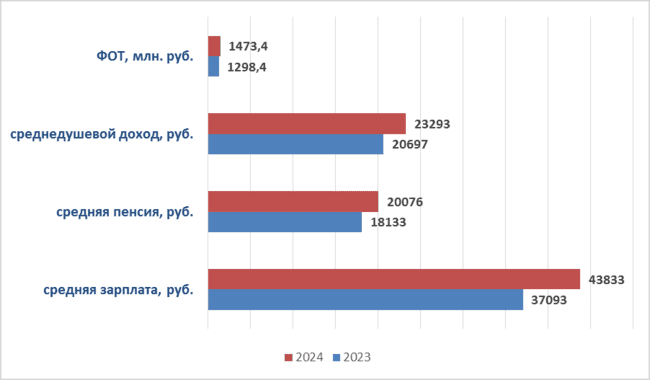 ФОТ, млн. руб.
1473,4
1298,4
среднедушевой доход, руб.
23293
20697
средняя пенсия, руб.
20076
18133
средняя зарплата, руб.
43833
37093
2024 2023